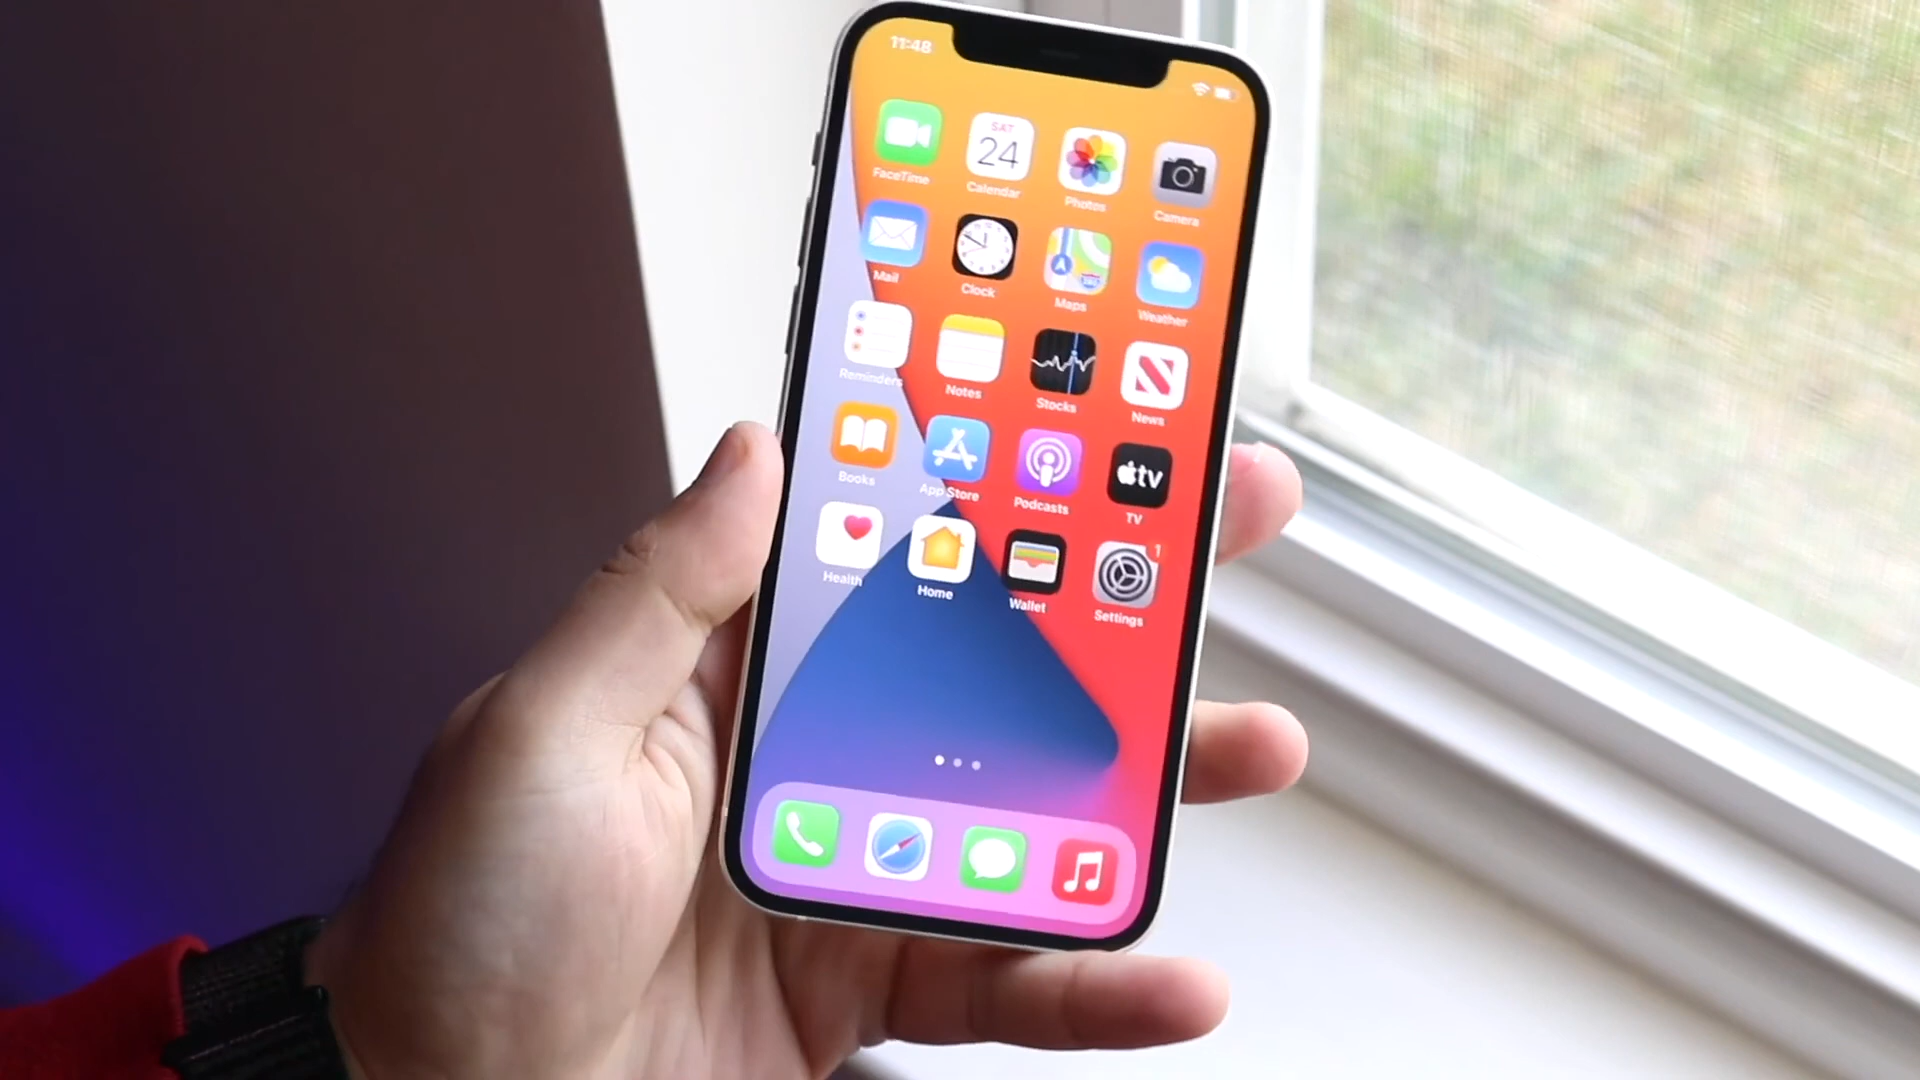 11:48
SAT
24
FaceTime Calendar Photos Camera
Mail Clock Maps Weather
Reminders Notes Stocks News
tv
Books App Store Podcasts TV
1
Health Home Wallet Settings